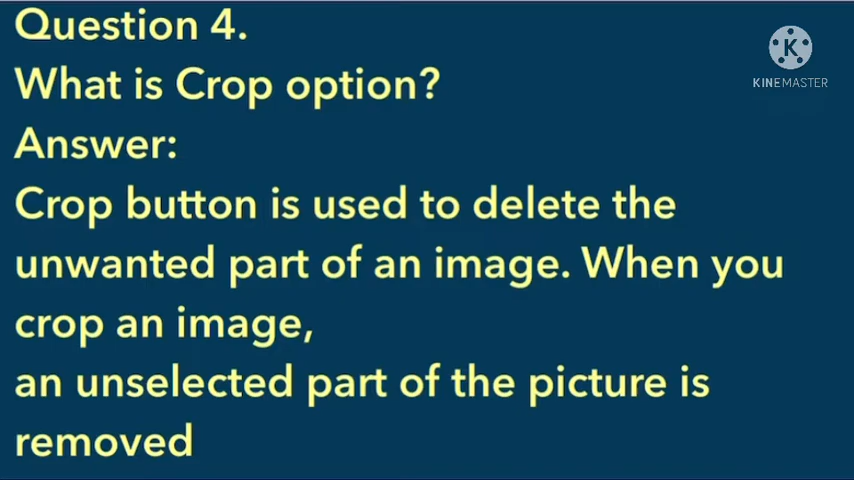 Question 4.
What is Crop option?
Answer:
Crop button is used to delete the
unwanted part of an image. When you
crop an image,
an unselected part of the picture is
removed
K
KINEMASTER